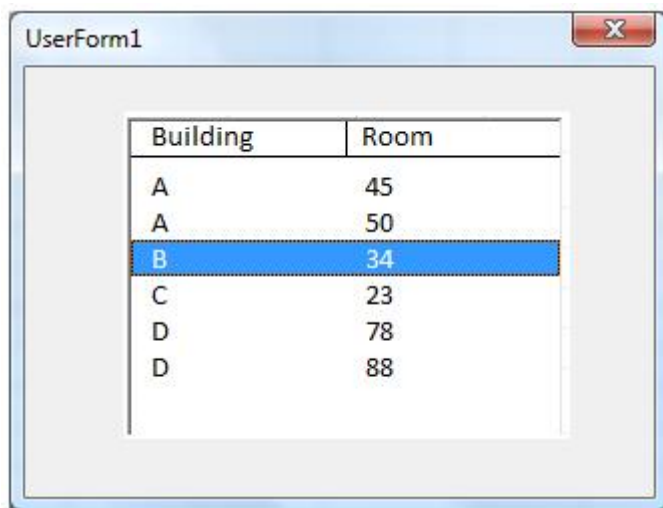 UserForm1
Building Room
A 45
A 50
B 34
C 23
D 78
D 88